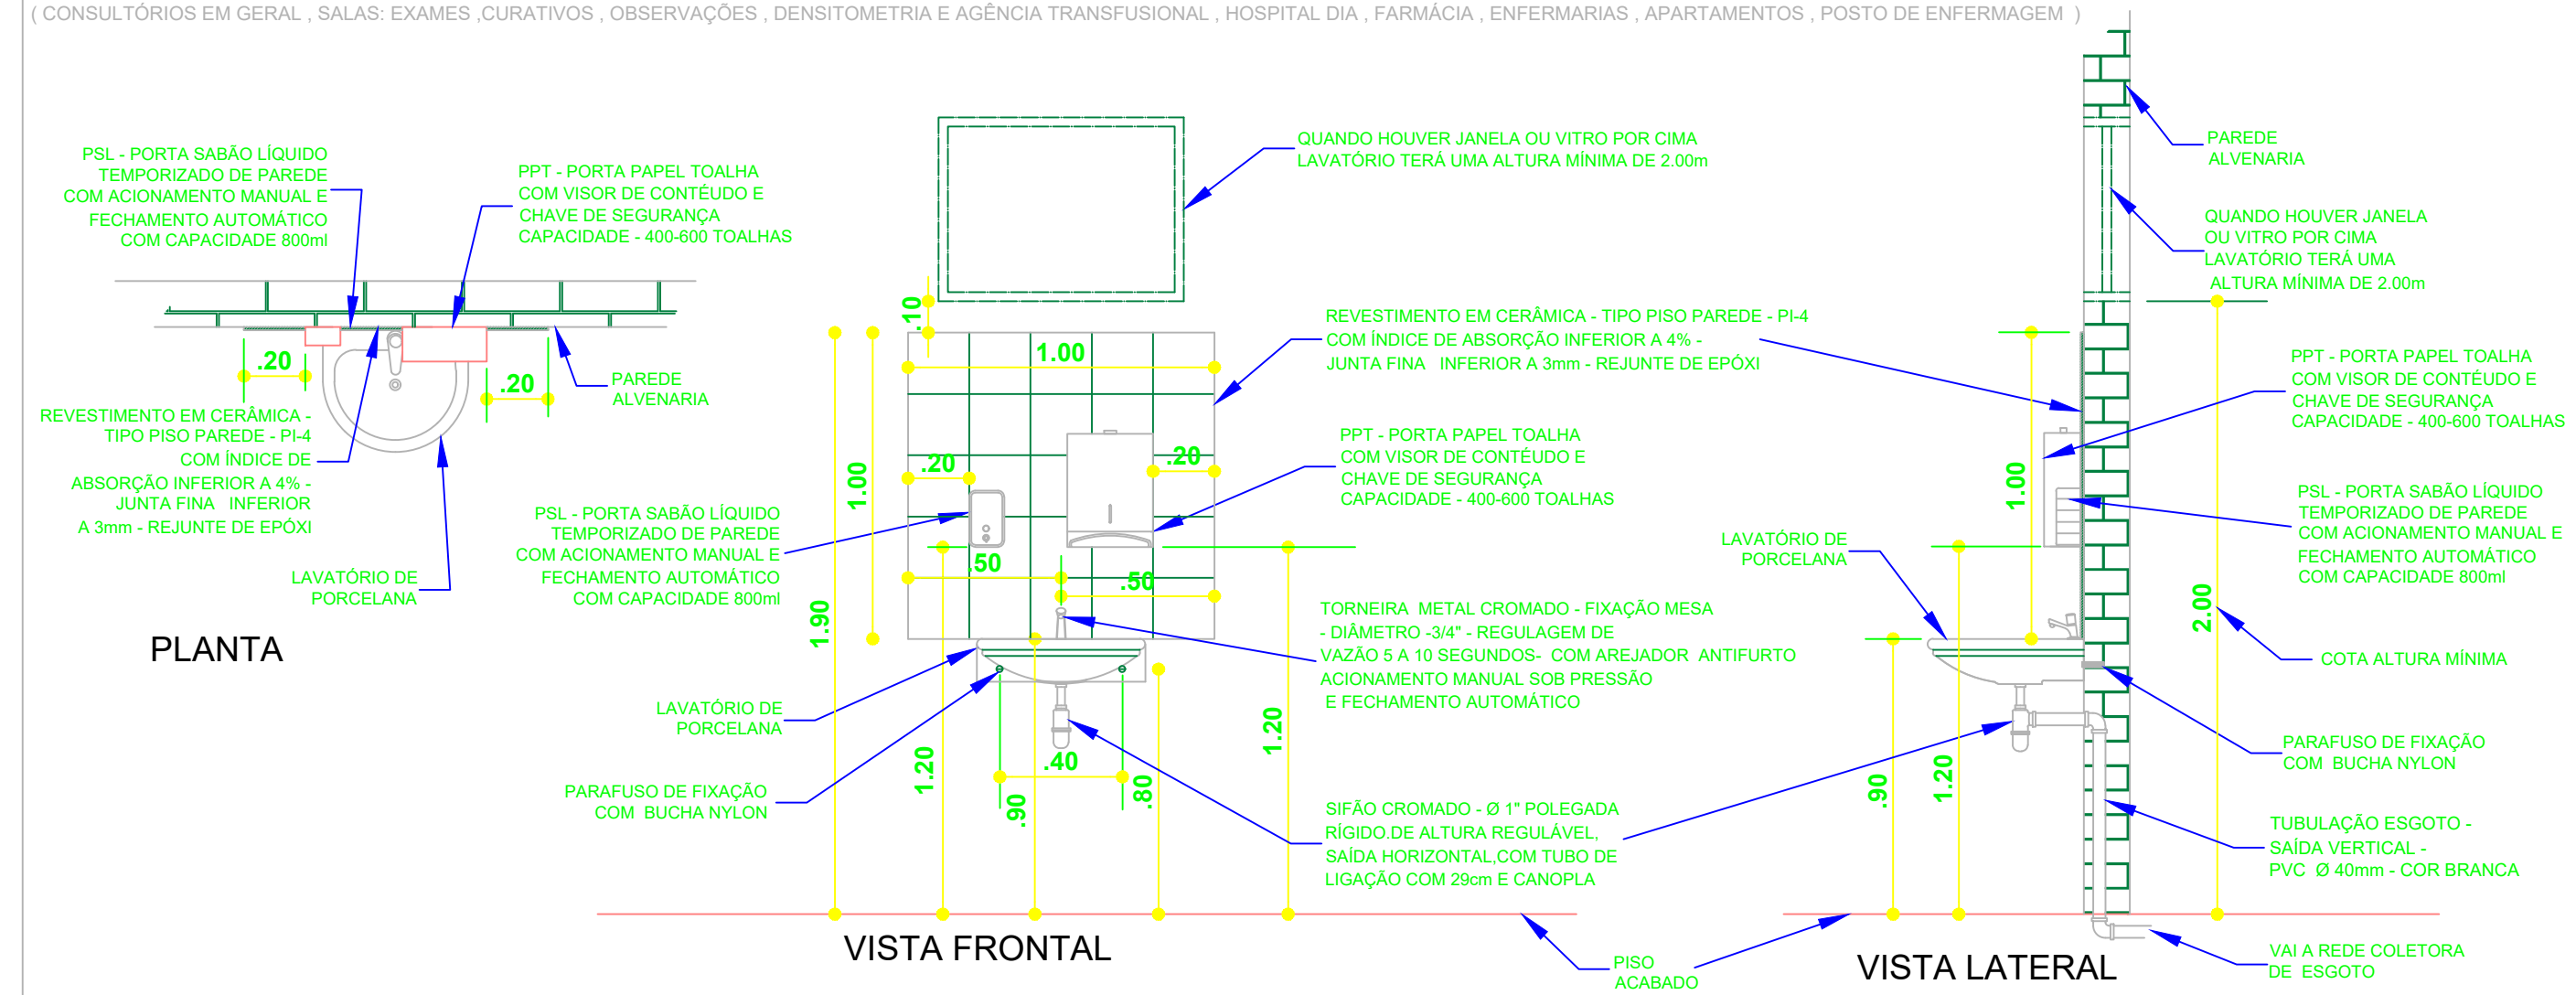 ( CONSULTÓRIOS EM GERAL , SALAS: EXAMES ,CURATIVOS , OBSERVAÇÕES , DENSITOMETRIA E AGÊNCIA TRANSFUSIONAL , HOSPITAL DIA , FARMÁCIA , ENFERMARIAS , APARTAMENTOS , POSTO DE ENFERMAGEM )
PSL - PORTA SABÃO LÍQUIDO
TEMPORIZADO DE PAREDE
COM ACIONAMENTO MANUAL E
FECHAMENTO AUTOMÁTICO
COM CAPACIDADE 800ml
PPT - PORTA PAPEL TOALHA
COM VISOR DE CONTÉUDO E
CHAVE DE SEGURANÇA
CAPACIDADE - 400-600 TOALHAS
.20
.20
PAREDE
ALVENARIA
REVESTIMENTO EM CERÂMICA -
TIPO PISO PAREDE - PI-4
COM ÍNDICE DE
ABSORÇÃO INFERIOR A 4% -
JUNTA FINA INFERIOR
A 3mm - REJUNTE DE EPÓXI
LAVATÓRIO DE
PORCELANA
PLANTA
QUANDO HOUVER JANELA OU VITRO POR CIMA
LAVATÓRIO TERÁ UMA ALTURA MÍNIMA DE 2.00m
.10
1.00
REVESTIMENTO EM CERÂMICA - TIPO PISO PAREDE - PI-4
COM ÍNDICE DE ABSORÇÃO INFERIOR A 4% -
JUNTA FINA INFERIOR A 3mm - REJUNTE DE EPÓXI
1.00
.20
.20
PPT - PORTA PAPEL TOALHA
COM VISOR DE CONTÉUDO E
CHAVE DE SEGURANÇA
CAPACIDADE - 400-600 TOALHAS
PSL - PORTA SABÃO LÍQUIDO
TEMPORIZADO DE PAREDE
COM ACIONAMENTO MANUAL E
FECHAMENTO AUTOMÁTICO
COM CAPACIDADE 800ml
.50
.50
1.90
TORNEIRA METAL CROMADO - FIXAÇÃO MESA
- DIÂMETRO -3/4" - REGULAGEM DE
VAZÃO 5 A 10 SEGUNDOS- COM AREJADOR ANTIFURTO
ACIONAMENTO MANUAL SOB PRESSÃO
E FECHAMENTO AUTOMÁTICO
LAVATÓRIO DE
PORCELANA
1.20
.40
.90
.80
1.20
PARAFUSO DE FIXAÇÃO
COM BUCHA NYLON
SIFÃO CROMADO - Ø 1" POLEGADA
RÍGIDO.DE ALTURA REGULÁVEL,
SAÍDA HORIZONTAL,COM TUBO DE
LIGAÇÃO COM 29cm E CANOPLA
VISTA FRONTAL
PISO
ACABADO
PAREDE
ALVENARIA
QUANDO HOUVER JANELA
OU VITRO POR CIMA
LAVATÓRIO TERÁ UMA
ALTURA MÍNIMA DE 2.00m
PPT - PORTA PAPEL TOALHA
COM VISOR DE CONTÉUDO E
CHAVE DE SEGURANÇA
CAPACIDADE - 400-600 TOALHAS
1.00
PSL - PORTA SABÃO LÍQUIDO
TEMPORIZADO DE PAREDE
COM ACIONAMENTO MANUAL E
FECHAMENTO AUTOMÁTICO
COM CAPACIDADE 800ml
LAVATÓRIO DE
PORCELANA
2.00
COTA ALTURA MÍNIMA
.90
1.20
PARAFUSO DE FIXAÇÃO
COM BUCHA NYLON
TUBULAÇÃO ESGOTO -
SAÍDA VERTICAL -
PVC Ø 40mm - COR BRANCA
VISTA LATERAL
VAI A REDE COLETORA
DE ESGOTO